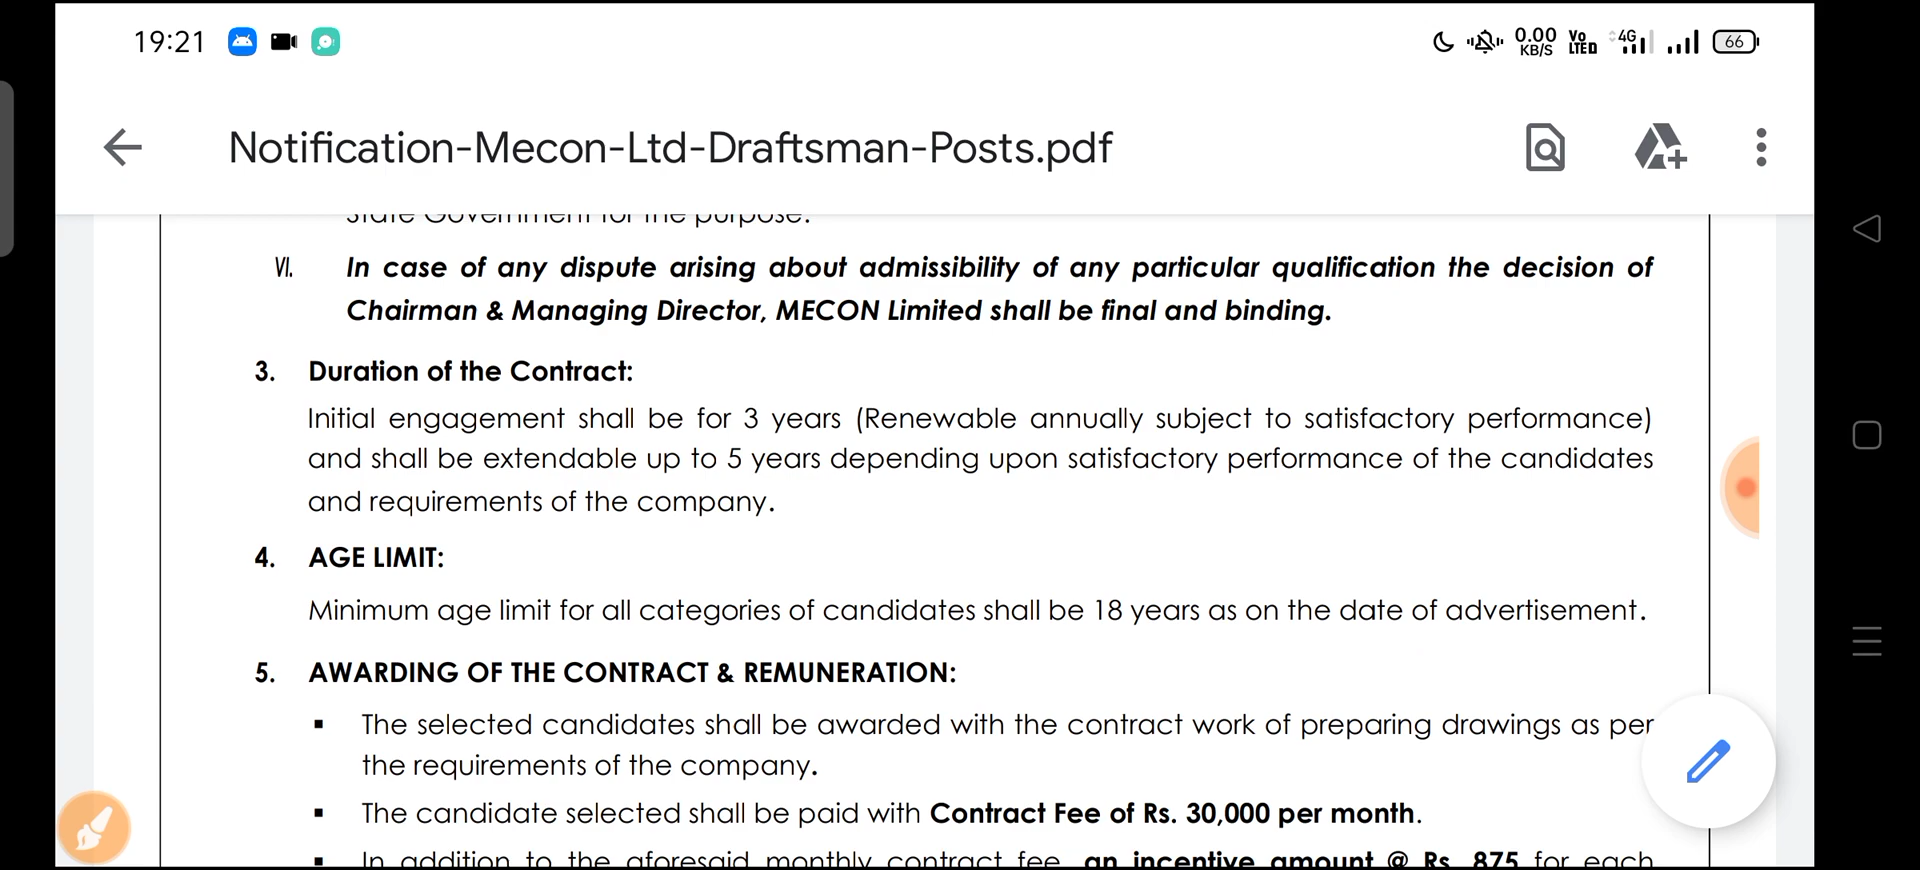 19:21
0.00 KB/S Vo LTE 4G 66
Notification-Mecon-Ltd-Draftsman-Posts.pdf
State Government for the purpose.
VI. In case of any dispute arising about admissibility of any particular qualification the decision of
Chairman & Managing Director, MECON Limited shall be final and binding.
3. Duration of the Contract:
Initial engagement shall be for 3 years (Renewable annually subject to satisfactory performance)
and shall be extendable up to 5 years depending upon satisfactory performance of the candidates
and requirements of the company.
4. AGE LIMIT:
Minimum age limit for all categories of candidates shall be 18 years as on the date of advertisement.
5. AWARDING OF THE CONTRACT & REMUNERATION:
▪ The selected candidates shall be awarded with the contract work of preparing drawings as per
the requirements of the company.
▪ The candidate selected shall be paid with Contract Fee of Rs. 30,000 per month.
▪ In addition to the aforesaid monthly contract fee, an incentive amount @ Rs. 875 for each